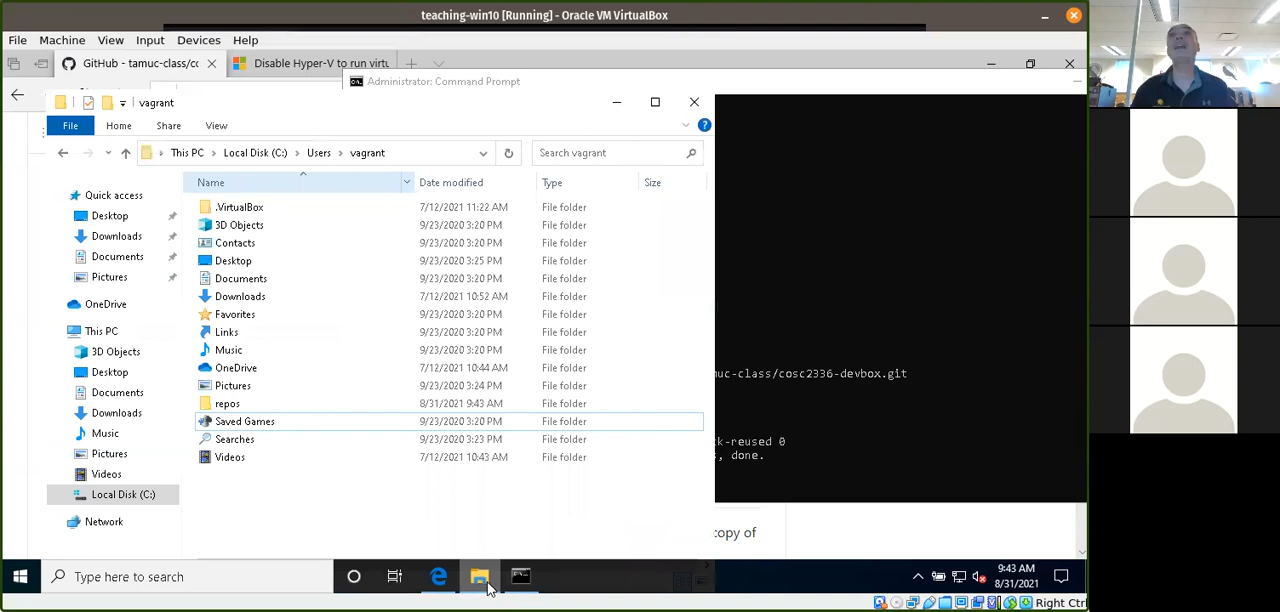 teaching-win10 [Running] - Oracle VM VirtualBox
File Machine View Input Devices Help
GitHub - tamuc-class/co
Disable Hyper-V to run virtu
Administrator: Command Prompt
vagrant
File Home Share View
This PC > Local Disk (C:) > Users > vagrant
Search vagrant
Name Date modified Type Size
Quick access
Desktop
Downloads
Documents
Pictures
OneDrive
This PC
3D Objects
Desktop
Documents
Downloads
Music
Pictures
Videos
Local Disk (C:)
Network
.VirtualBox 7/12/2021 11:22 AM File folder
3D Objects 9/23/2020 3:20 PM File folder
Contacts 9/23/2020 3:20 PM File folder
Desktop 9/23/2020 3:25 PM File folder
Documents 9/23/2020 3:20 PM File folder
Downloads 7/12/2021 10:52 AM File folder
Favorites 9/23/2020 3:20 PM File folder
Links 9/23/2020 3:20 PM File folder
Music 9/23/2020 3:20 PM File folder
OneDrive 7/12/2021 10:44 AM File folder
Pictures 9/23/2020 3:24 PM File folder
repos 8/31/2021 9:43 AM File folder
Saved Games 9/23/2020 3:20 PM File folder
Searches 9/23/2020 3:23 PM File folder
Videos 7/12/2021 10:43 AM File folder
muc-class/cosc2336-devbox.git
ck-reused 0
, done.
copy of
Type here to search
9:43 AM
8/31/2021
Right Ctrl